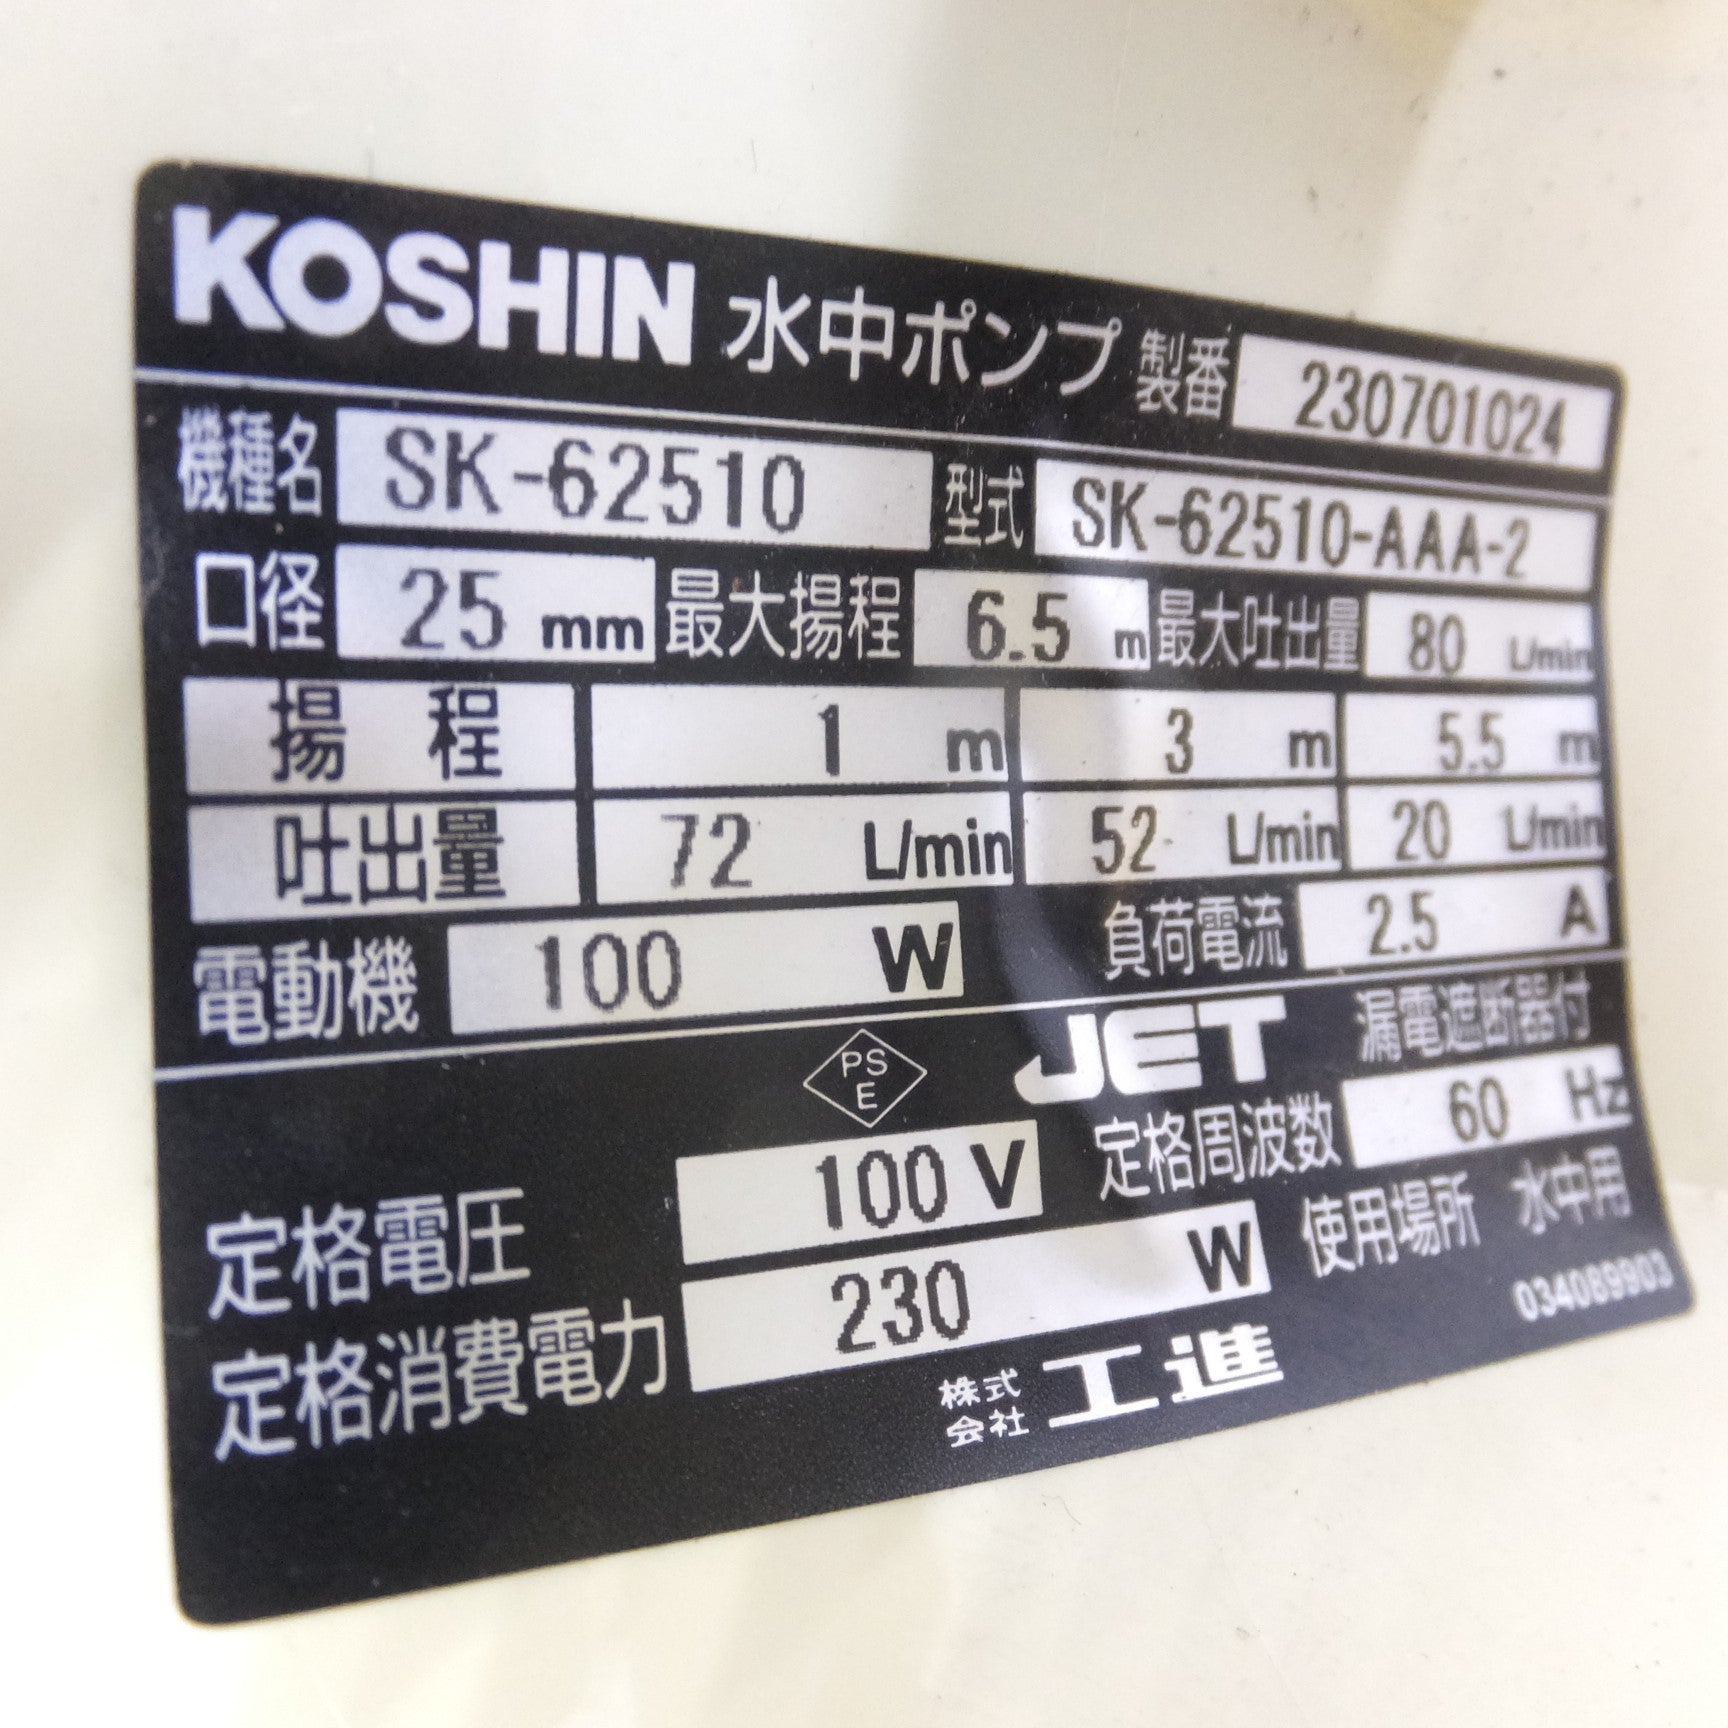 KOSHIN 水中ポンプ 製番 230701024
機種名 SK-62510 型式 SK-62510-AAA-2
口径 25 mm 最大揚程 6.5 m 最大吐出量 80 L/min
揚程 1 m 3 m 5.5 m
吐出量 72 L/min 52 L/min 20 L/min
電動機 100 W 負荷電流 2.5 A
PS
E
JET 漏電遮断器付
定格電圧 100 V 定格周波数 60 Hz
定格消費電力 230 W 使用場所 水中用
034089903
株式
会社 工進